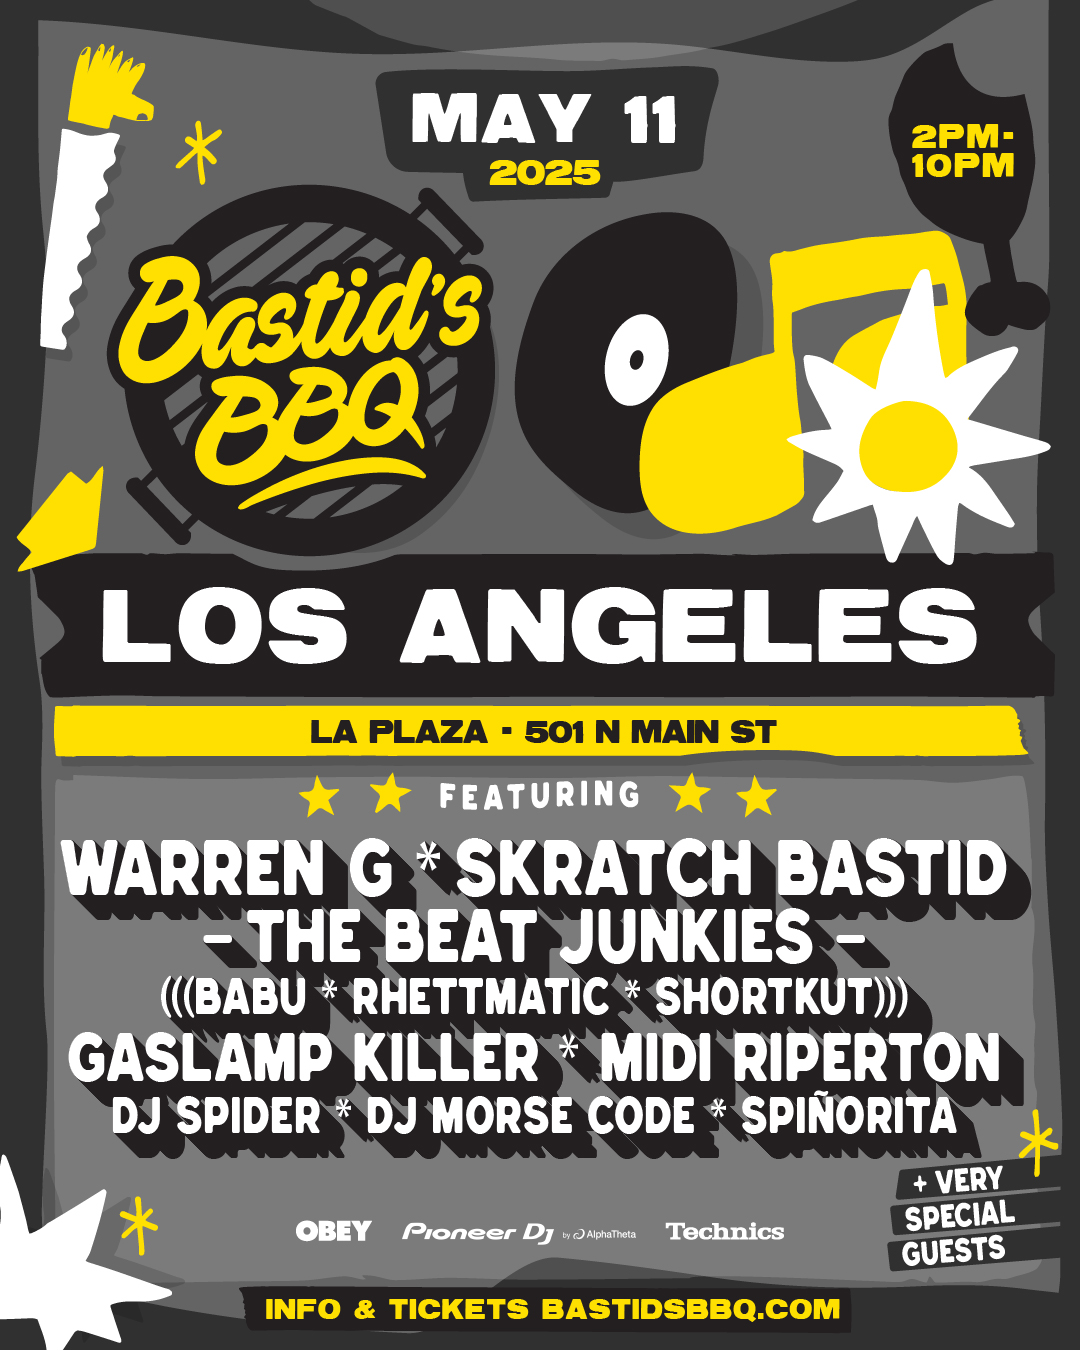 MAY 11
2025
2PM-
10PM
Bastid's
BBQ
LOS ANGELES
LA PLAZA - 501 N MAIN ST
FEATURING
WARREN G * SKRATCH BASTID
- THE BEAT JUNKIES -
(((BABU * RHETTMATIC * SHORTKUT)))
GASLAMP KILLER * MIDI RIPERTON
DJ SPIDER * DJ MORSE CODE * SPIÑORITA
+ VERY
SPECIAL
GUESTS
OBEY Pioneer Dj by AlphaTheta Technics
INFO & TICKETS BASTIDSBBQ.COM